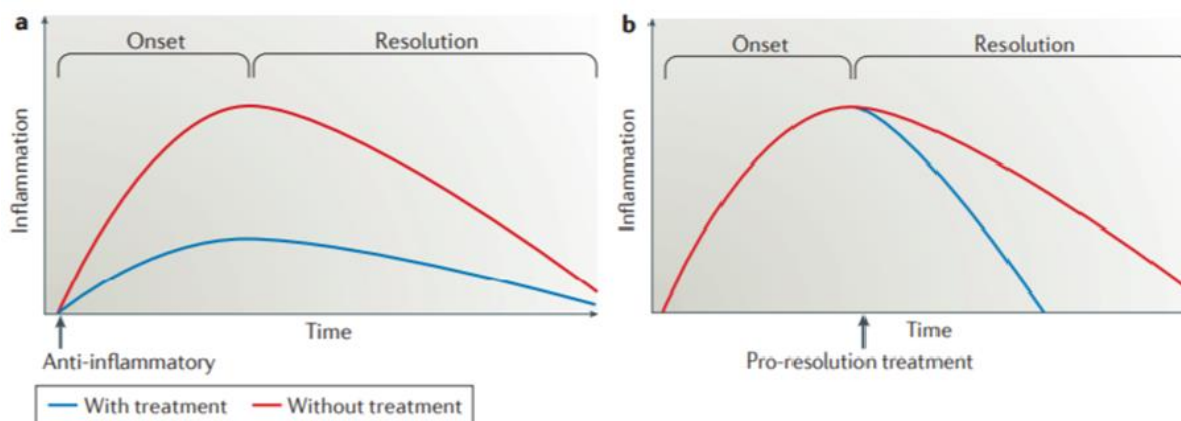 a
Onset
Resolution
Inflammation
Time
Anti-inflammatory
With treatment
Without treatment
b
Onset
Resolution
Inflammation
Time
Pro-resolution treatment